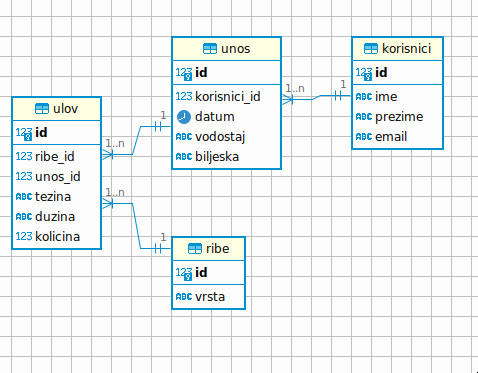 unos
123 id
123 korisnici_id
datum
ABC vodostaj
ABC biljeska
korisnici
123 id
ABC ime
ABC prezime
ABC email
ulov
123 id
123 ribe_id
123 unos_id
ABC tezina
ABC duzina
123 kolicina
ribe
123 id
ABC vrsta
1..n
1
1..n
1
1..n
1